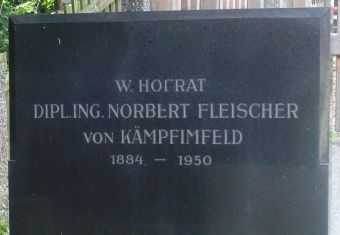 W. HOFRAT
DIPL.ING. NORBERT FLEISCHER
VON KÄMPFIMFELD
1884. – 1950